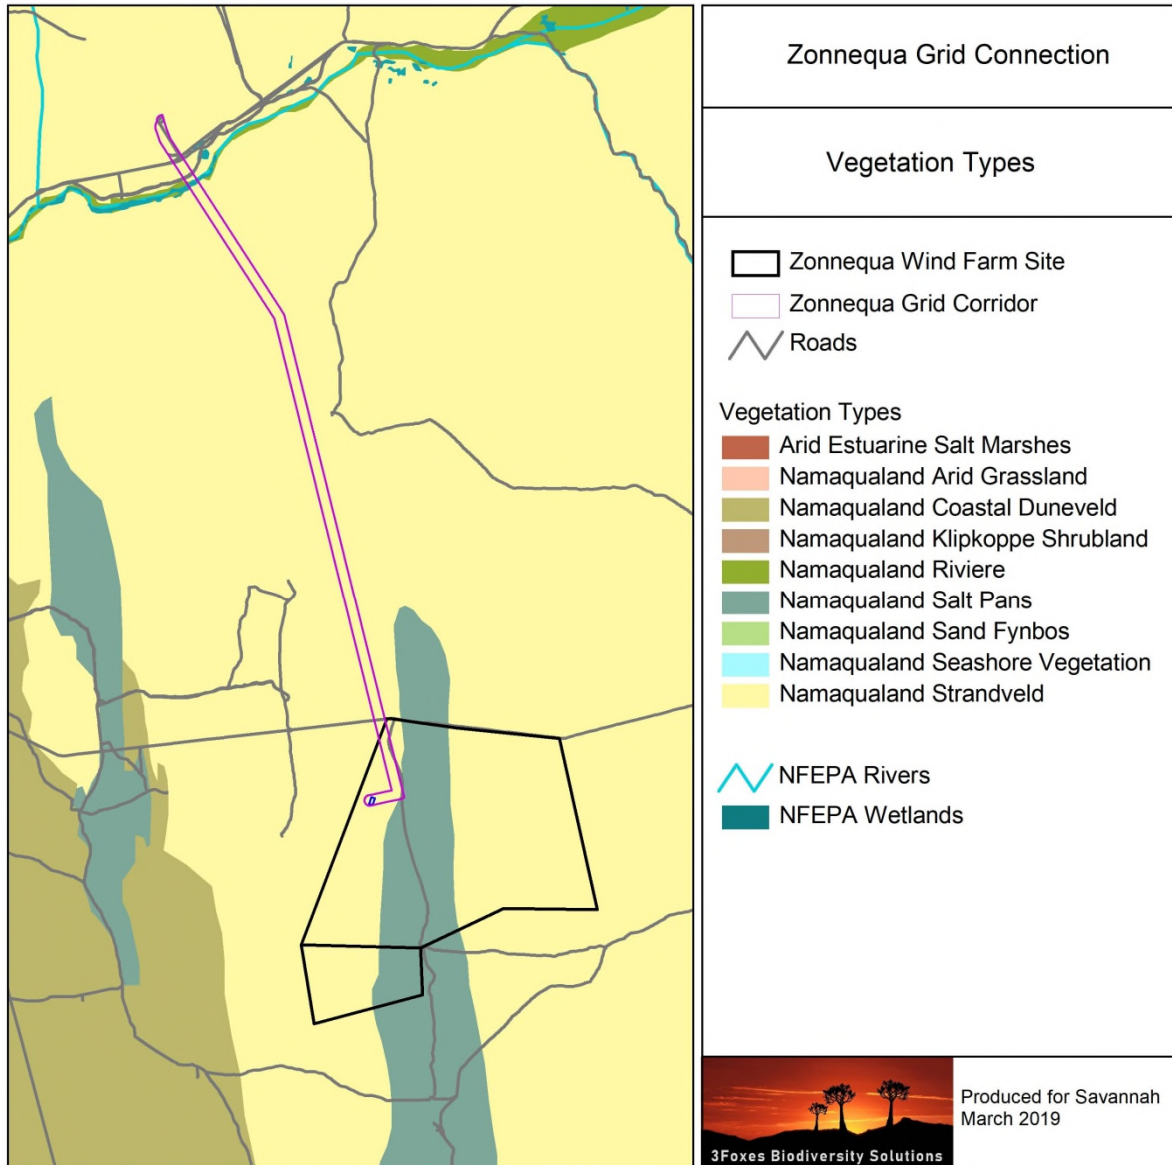 Zonnequa Grid Connection
Vegetation Types
Zonnequa Wind Farm Site
Zonnequa Grid Corridor
Roads
Vegetation Types
Arid Estuarine Salt Marshes
Namaqualand Arid Grassland
Namaqualand Coastal Duneveld
Namaqualand Klipkoppe Shrubland
Namaqualand Riviere
Namaqualand Salt Pans
Namaqualand Sand Fynbos
Namaqualand Seashore Vegetation
Namaqualand Strandveld
NFEPA Rivers
NFEPA Wetlands
3Foxes Biodiversity Solutions
Produced for Savannah
March 2019